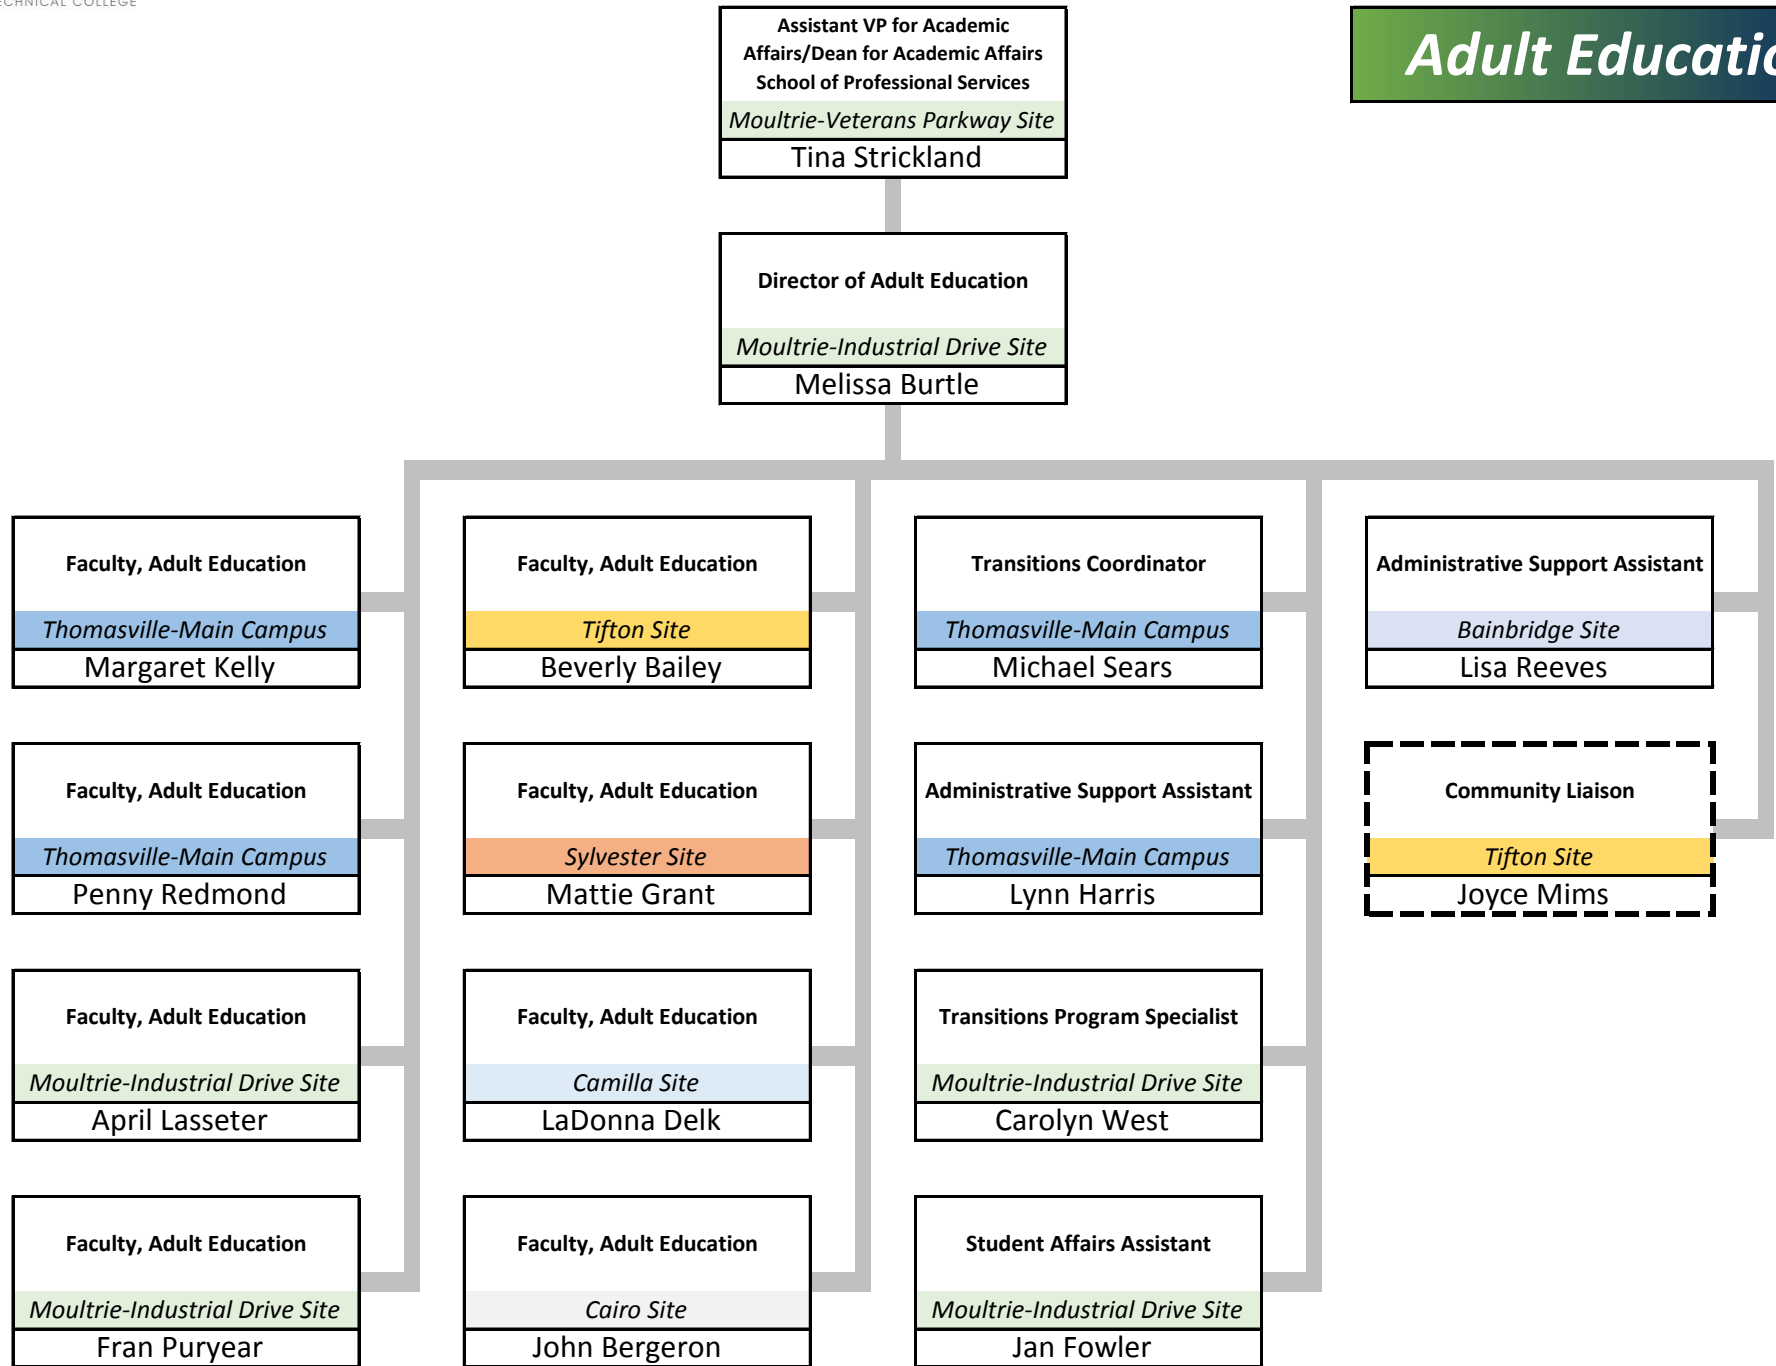 TECHNICAL COLLEGE
Adult Educatio
Assistant VP for Academic
Affairs/Dean for Academic Affairs
School of Professional Services
Moultrie-Veterans Parkway Site
Tina Strickland
Director of Adult Education
Moultrie-Industrial Drive Site
Melissa Burtle
Faculty, Adult Education
Thomasville-Main Campus
Margaret Kelly
Faculty, Adult Education
Tifton Site
Beverly Bailey
Transitions Coordinator
Thomasville-Main Campus
Michael Sears
Administrative Support Assistant
Bainbridge Site
Lisa Reeves
Faculty, Adult Education
Thomasville-Main Campus
Penny Redmond
Faculty, Adult Education
Sylvester Site
Mattie Grant
Administrative Support Assistant
Thomasville-Main Campus
Lynn Harris
Community Liaison
Tifton Site
Joyce Mims
Faculty, Adult Education
Moultrie-Industrial Drive Site
April Lasseter
Faculty, Adult Education
Camilla Site
LaDonna Delk
Transitions Program Specialist
Moultrie-Industrial Drive Site
Carolyn West
Faculty, Adult Education
Moultrie-Industrial Drive Site
Fran Puryear
Faculty, Adult Education
Cairo Site
John Bergeron
Student Affairs Assistant
Moultrie-Industrial Drive Site
Jan Fowler